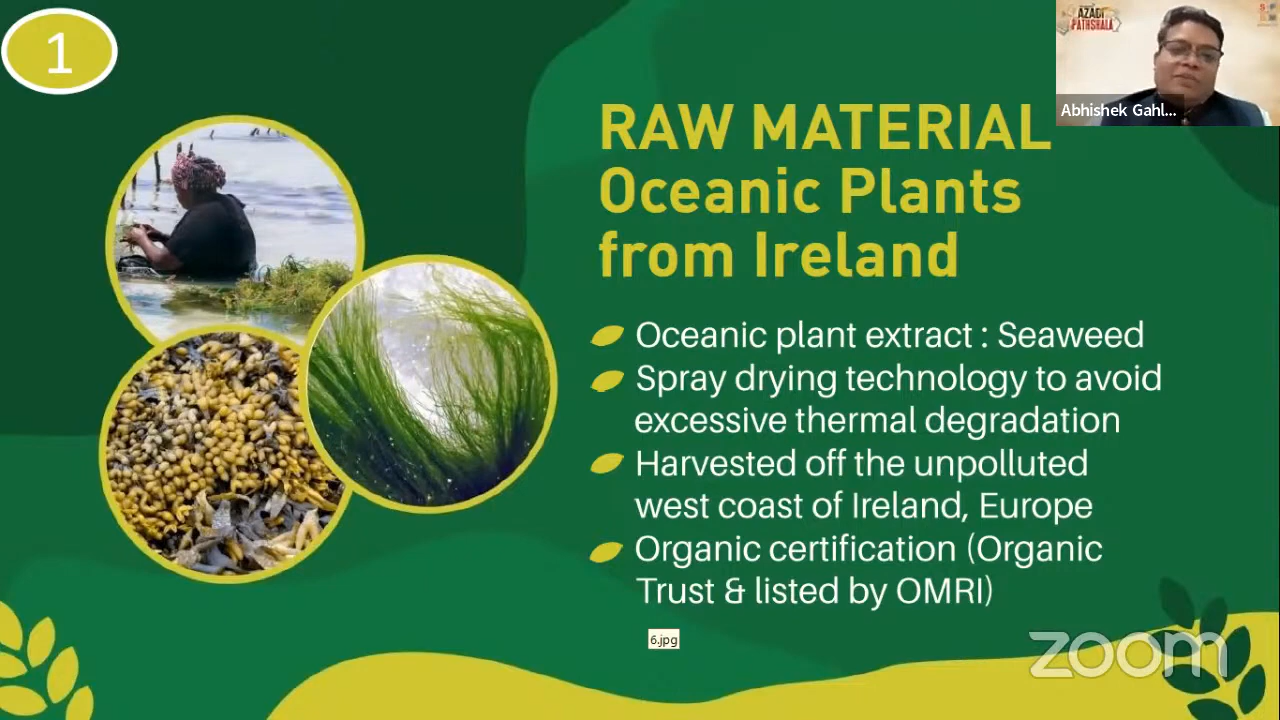 1
AZADI
PATHSHALA
Abhishek Gahl...
RAW MATERIAL
Oceanic Plants
from Ireland
Oceanic plant extract : Seaweed
Spray drying technology to avoid
excessive thermal degradation
Harvested off the unpolluted
west coast of Ireland, Europe
Organic certification (Organic
Trust & listed by OMRI)
6.jpg
zoom